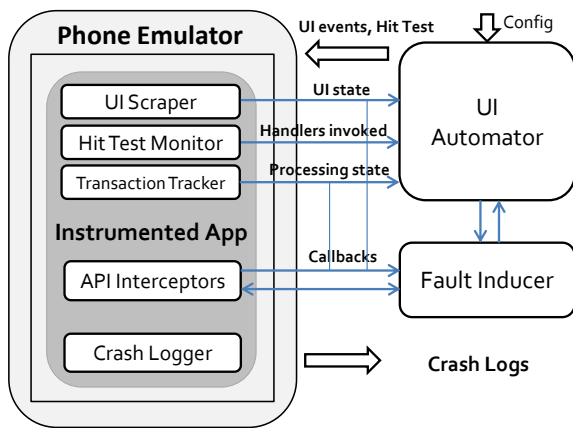 Phone Emulator
UI Scraper
Hit Test Monitor
Transaction Tracker
Instrumented App
API Interceptors
Crash Logger
UI events, Hit Test
Config
UI state
Handlers invoked
Processing state
Callbacks
UI
Automator
Fault Inducer
Crash Logs